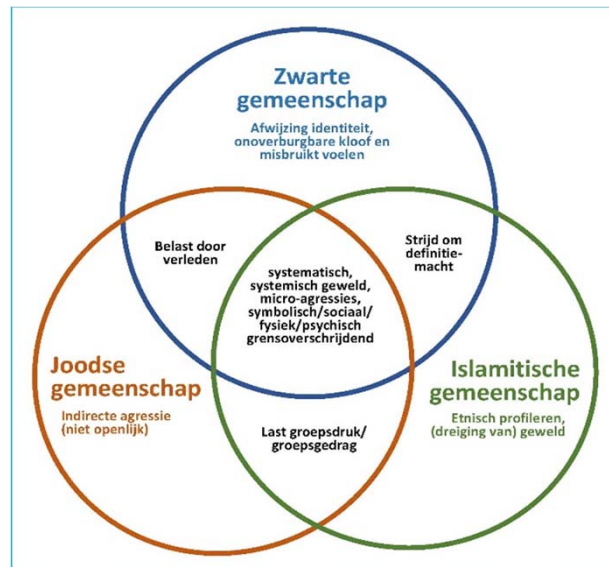 Zwarte
gemeenschap
Afwijzing identiteit,
onoverburgbare kloof en
misbruikt voelen
Belast door
verleden
Strijd om
definitie-
macht
systematisch,
systemisch geweld,
micro-agressies,
symbolisch/sociaal/
fysiek/psychisch
grensoverschrijdend
Joodse
gemeenschap
Indirecte agressie
(niet openlijk)
Islamitische
gemeenschap
Etnisch profileren,
(dreiging van) geweld
Last groepsdruk/
groepsgedrag